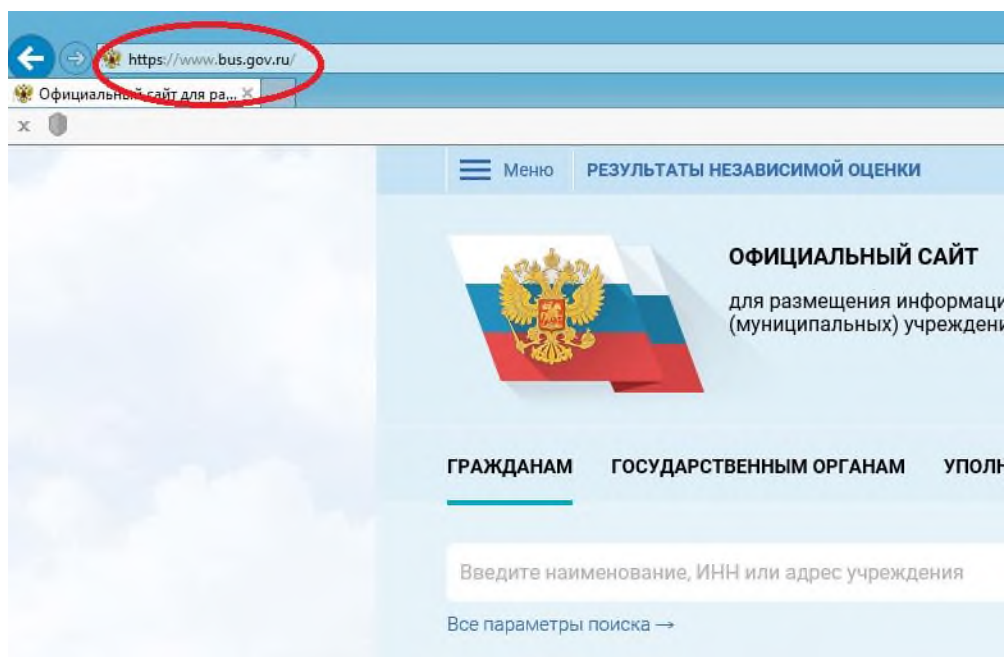 https://www.bus.gov.ru/
Официальный сайт для ра... ×
x
Меню РЕЗУЛЬТАТЫ НЕЗАВИСИМОЙ ОЦЕНКИ
ОФИЦИАЛЬНЫЙ САЙТ
для размещения информаци
(муниципальных) учреждени
ГРАЖДАНАМ ГОСУДАРСТВЕННЫМ ОРГАНАМ УПОЛН
Введите наименование, ИНН или адрес учреждения
Все параметры поиска →